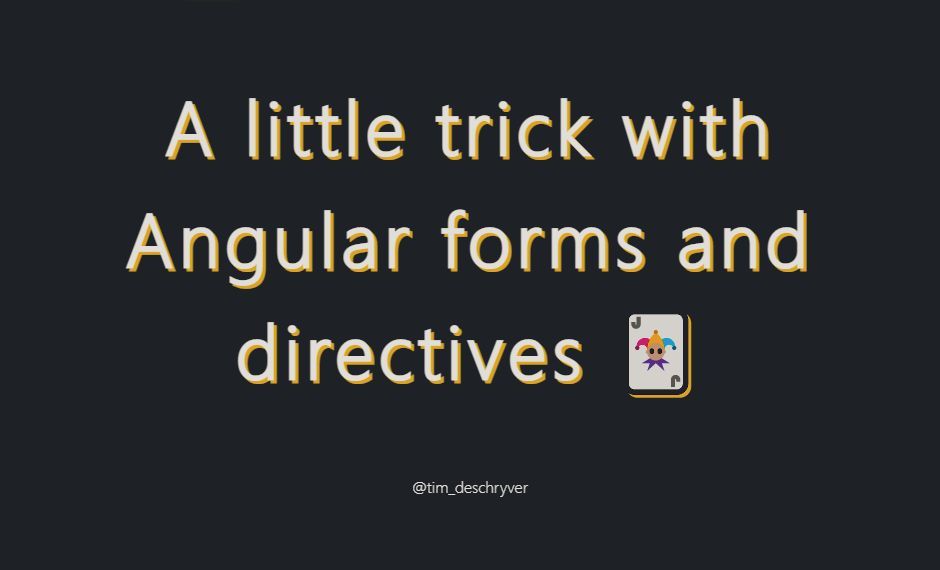 A little trick with
Angular forms and
directives 🃏
@tim_deschryver